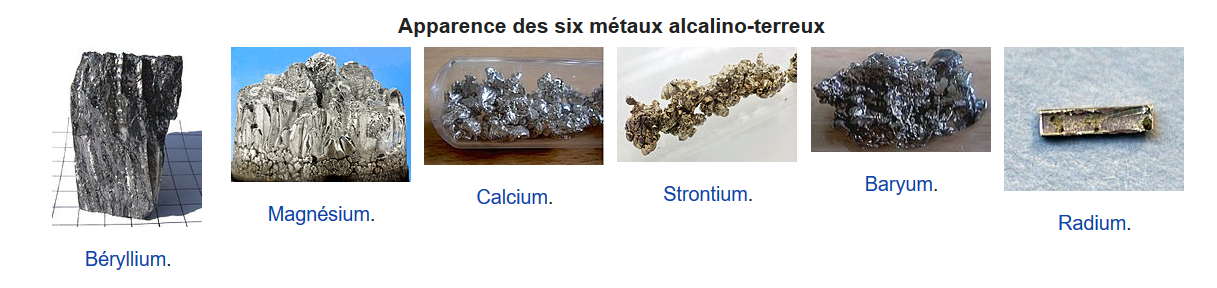 Apparence des six métaux alcalino-terreux
Béryllium.
Magnésium.
Calcium.
Strontium.
Baryum.
Radium.